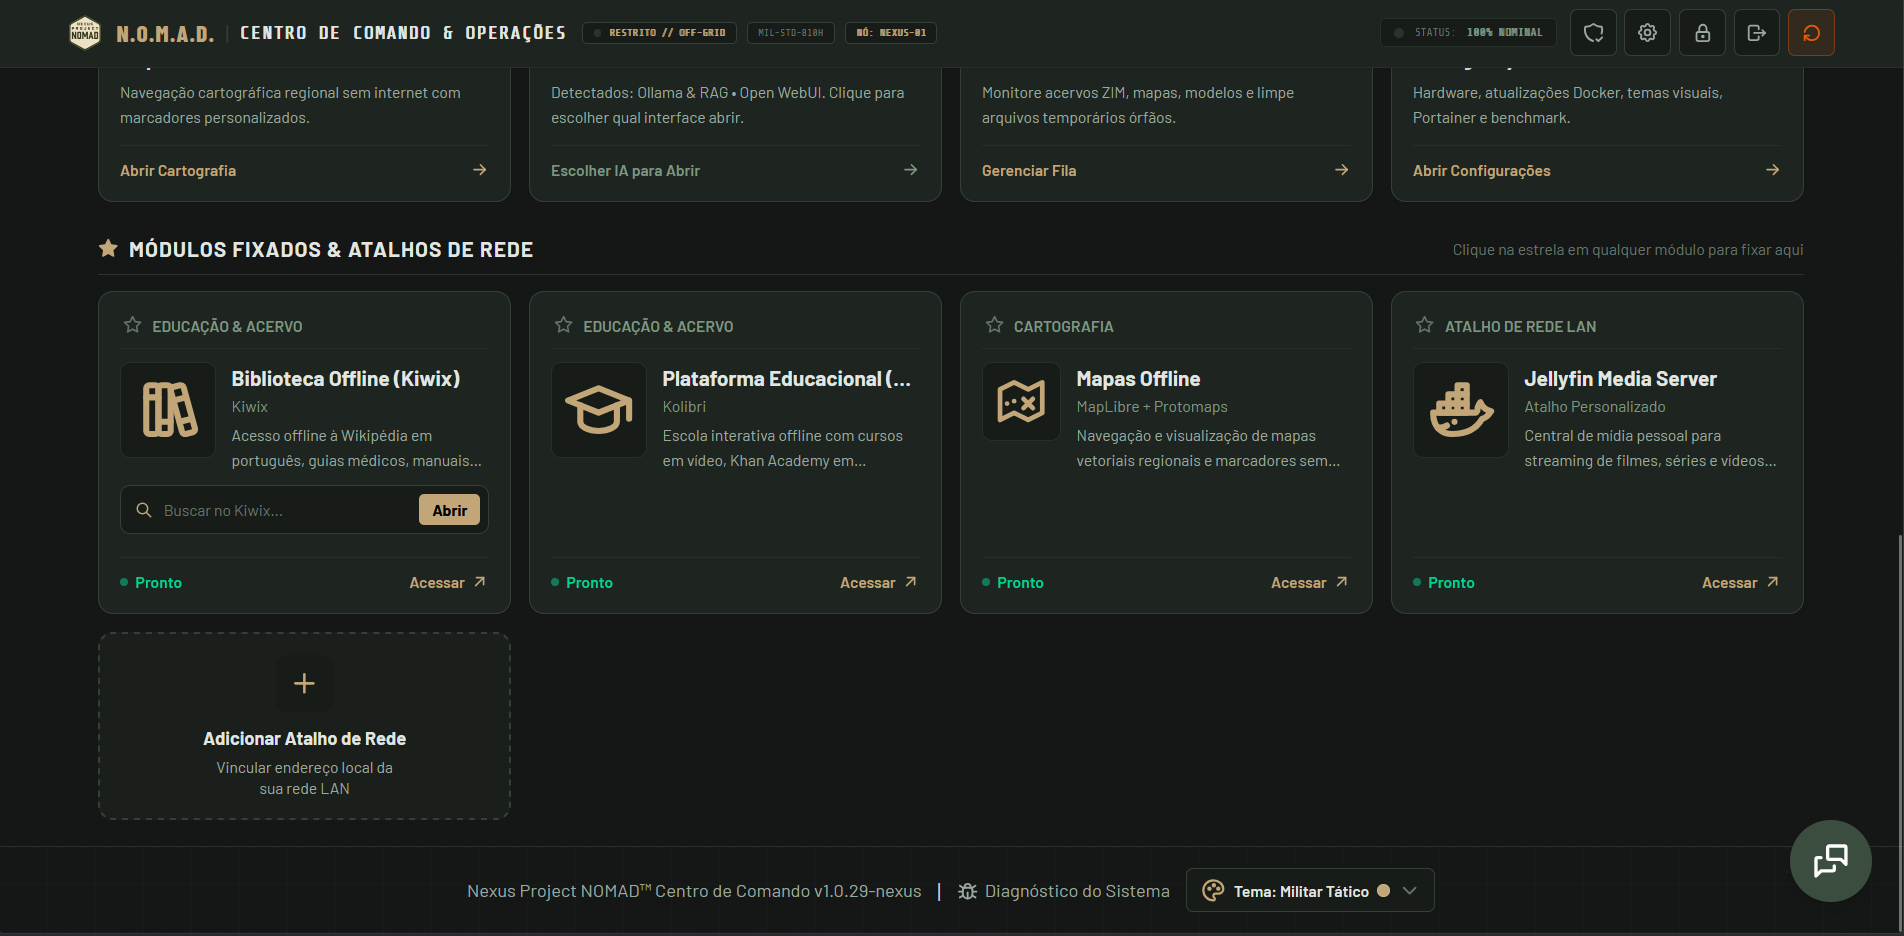 NEXUS PROJECT NOMAD
N.O.M.A.D.
CENTRO DE COMANDO & OPERAÇÕES
RESTRITO // OFF-GRID
MIL-STD-810H
NÓ: NEXUS-01
STATUS: 100% NOMINAL
Navegação cartográfica regional sem internet com
marcadores personalizados.
Abrir Cartografia
Detectados: Ollama & RAG • Open WebUI. Clique para
escolher qual interface abrir.
Escolher IA para Abrir
Monitore acervos ZIM, mapas, modelos e limpe
arquivos temporários órfãos.
Gerenciar Fila
Hardware, atualizações Docker, temas visuais,
Portainer e benchmark.
Abrir Configurações
MÓDULOS FIXADOS & ATALHOS DE REDE
Clique na estrela em qualquer módulo para fixar aqui
EDUCAÇÃO & ACERVO
Biblioteca Offline (Kiwix)
Kiwix
Acesso offline à Wikipédia em
português, guias médicos, manuais...
Buscar no Kiwix...
Abrir
Pronto
Acessar
EDUCAÇÃO & ACERVO
Plataforma Educacional (...
Kolibri
Escola interativa offline com cursos
em vídeo, Khan Academy em...
Pronto
Acessar
CARTOGRAFIA
Mapas Offline
MapLibre + Protomaps
Navegação e visualização de mapas
vetoriais regionais e marcadores sem...
Pronto
Acessar
ATALHO DE REDE LAN
Jellyfin Media Server
Atalho Personalizado
Central de mídia pessoal para
streaming de filmes, séries e vídeos...
Pronto
Acessar
Adicionar Atalho de Rede
Vincular endereço local da
sua rede LAN
Nexus Project NOMAD™ Centro de Comando v1.0.29-nexus | Diagnóstico do Sistema
Tema: Militar Tático